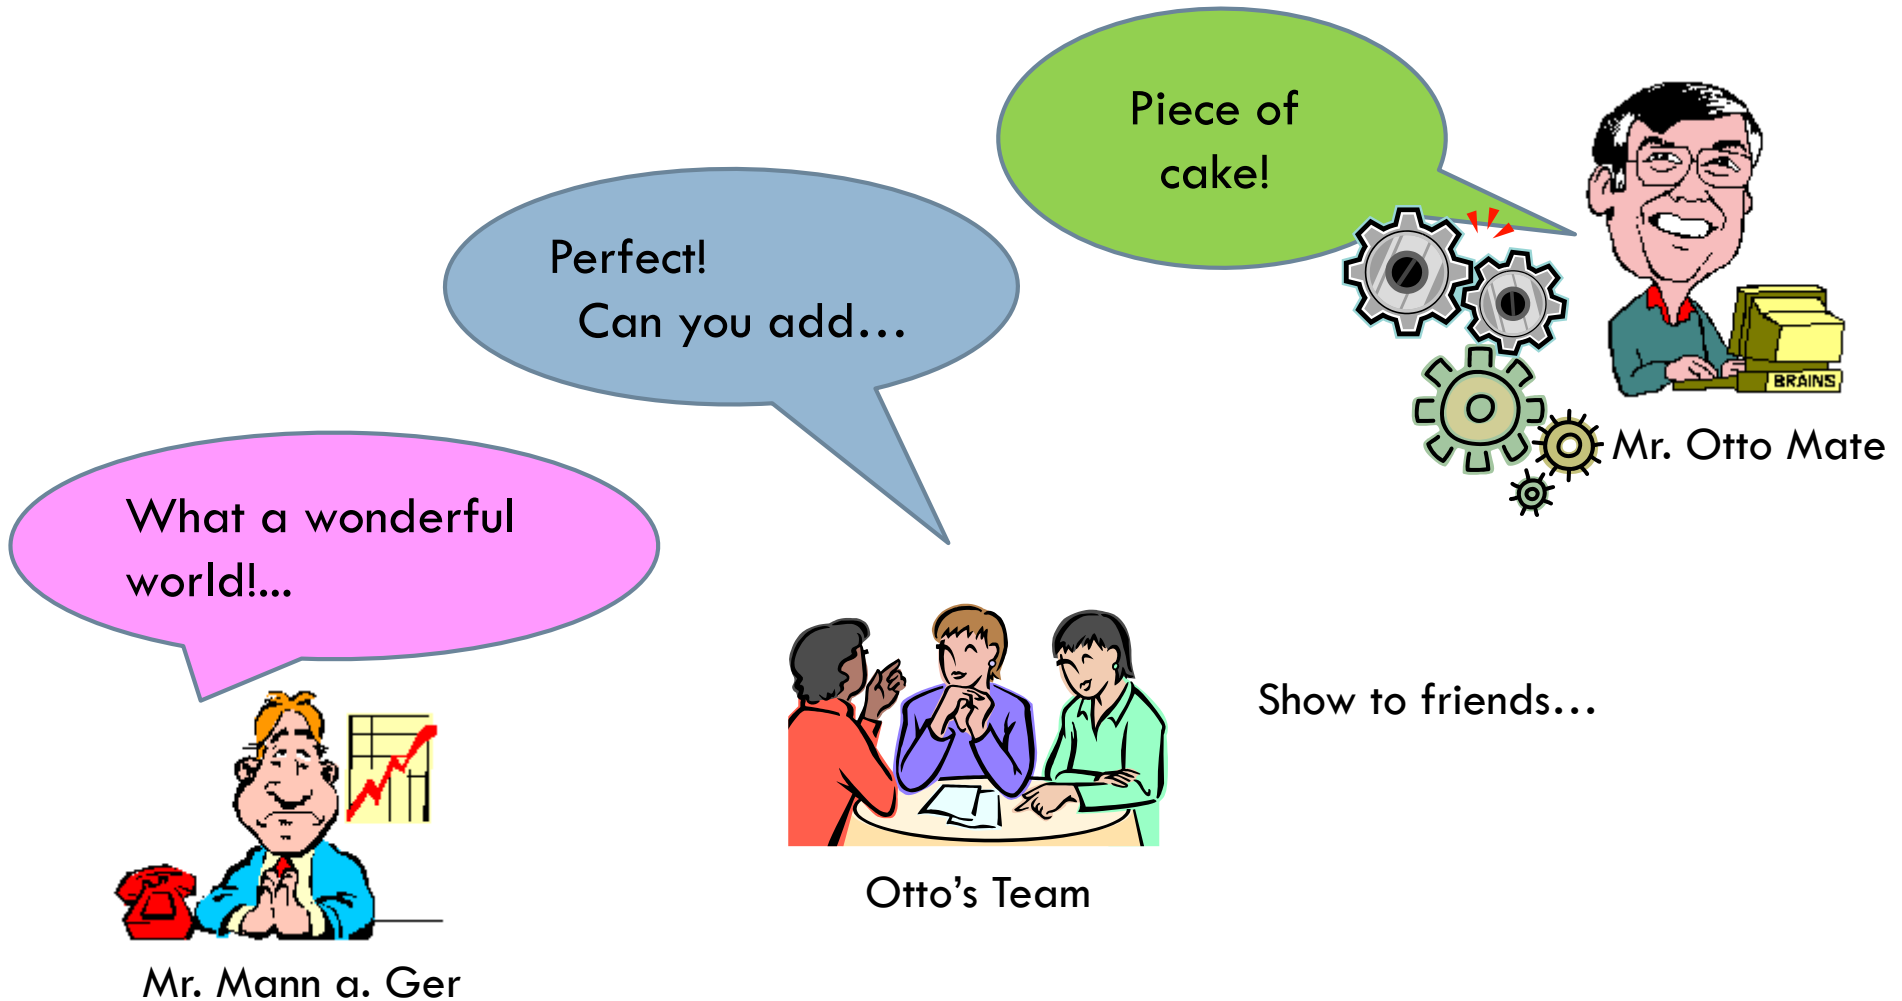 Piece of
cake!
Perfect!
Can you add…
BRAINS
Mr. Otto Mate
What a wonderful
world!...
Show to friends…
Otto’s Team
Mr. Mann a. Ger